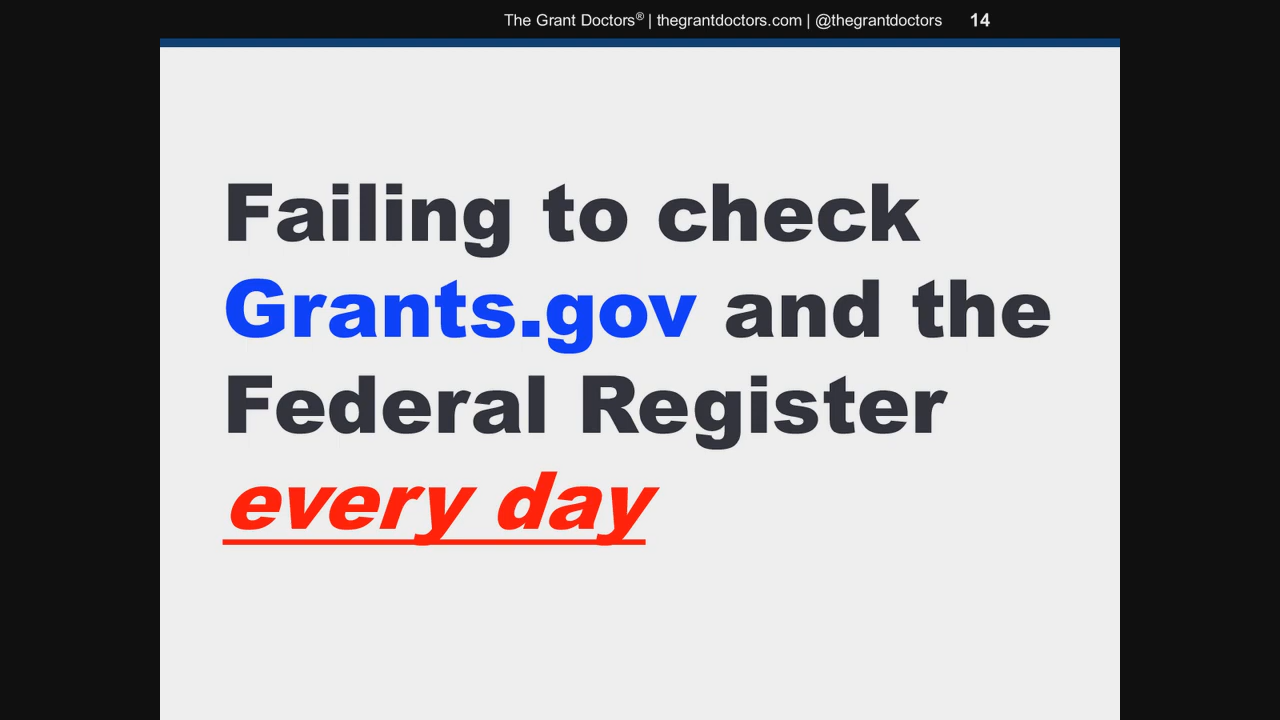 The Grant Doctors® | thegrantdoctors.com | @thegrantdoctors 14
Failing to check
Grants.gov and the
Federal Register
every day